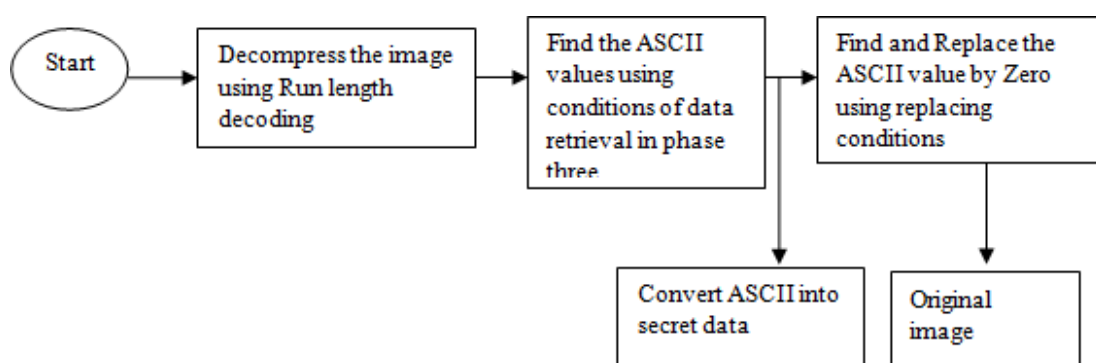 Start
Decompress the image
using Run length
decoding
Find the ASCII
values using
conditions of data
retrieval in phase
three
Find and Replace the
ASCII value by Zero
using replacing
conditions
Convert ASCII into
secret data
Original
image